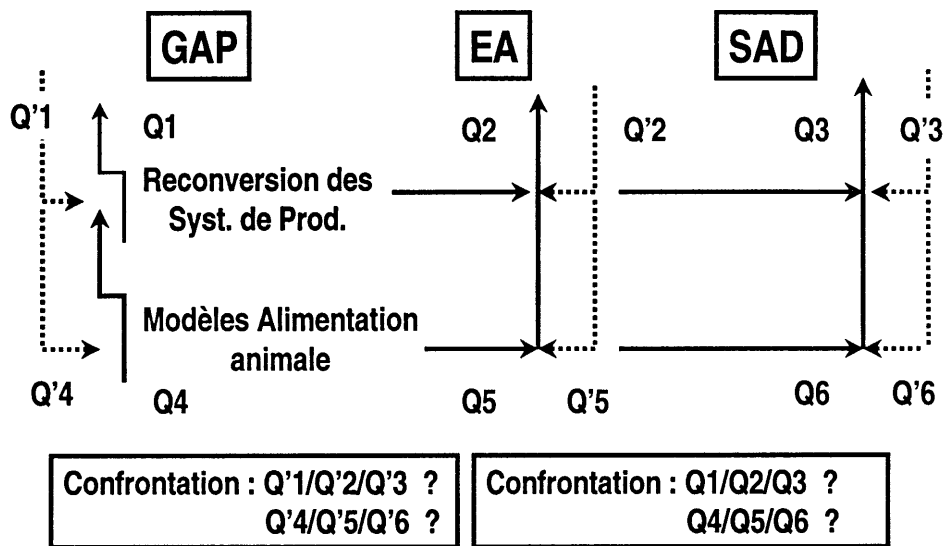 GAP EA SAD
Q'1 Q1 Q2 Q'2 Q3 Q'3
Reconversion des
Syst. de Prod.
Modèles Alimentation
animale
Q'4 Q4 Q5 Q'5 Q6 Q'6
Confrontation : Q'1/Q'2/Q'3 ?
Q'4/Q'5/Q'6 ?
Confrontation : Q1/Q2/Q3 ?
Q4/Q5/Q6 ?